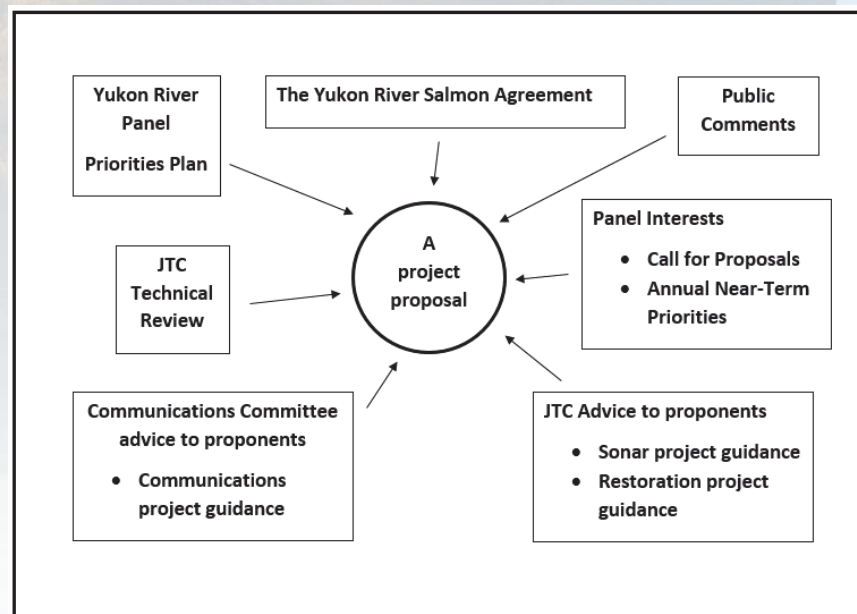 Yukon River
Panel
Priorities Plan
The Yukon River Salmon Agreement
Public
Comments
JTC
Technical
Review
A
project
proposal
Panel Interests
• Call for Proposals
• Annual Near-Term
Priorities
Communications Committee
advice to proponents
• Communications
project guidance
JTC Advice to proponents
• Sonar project guidance
• Restoration project
guidance